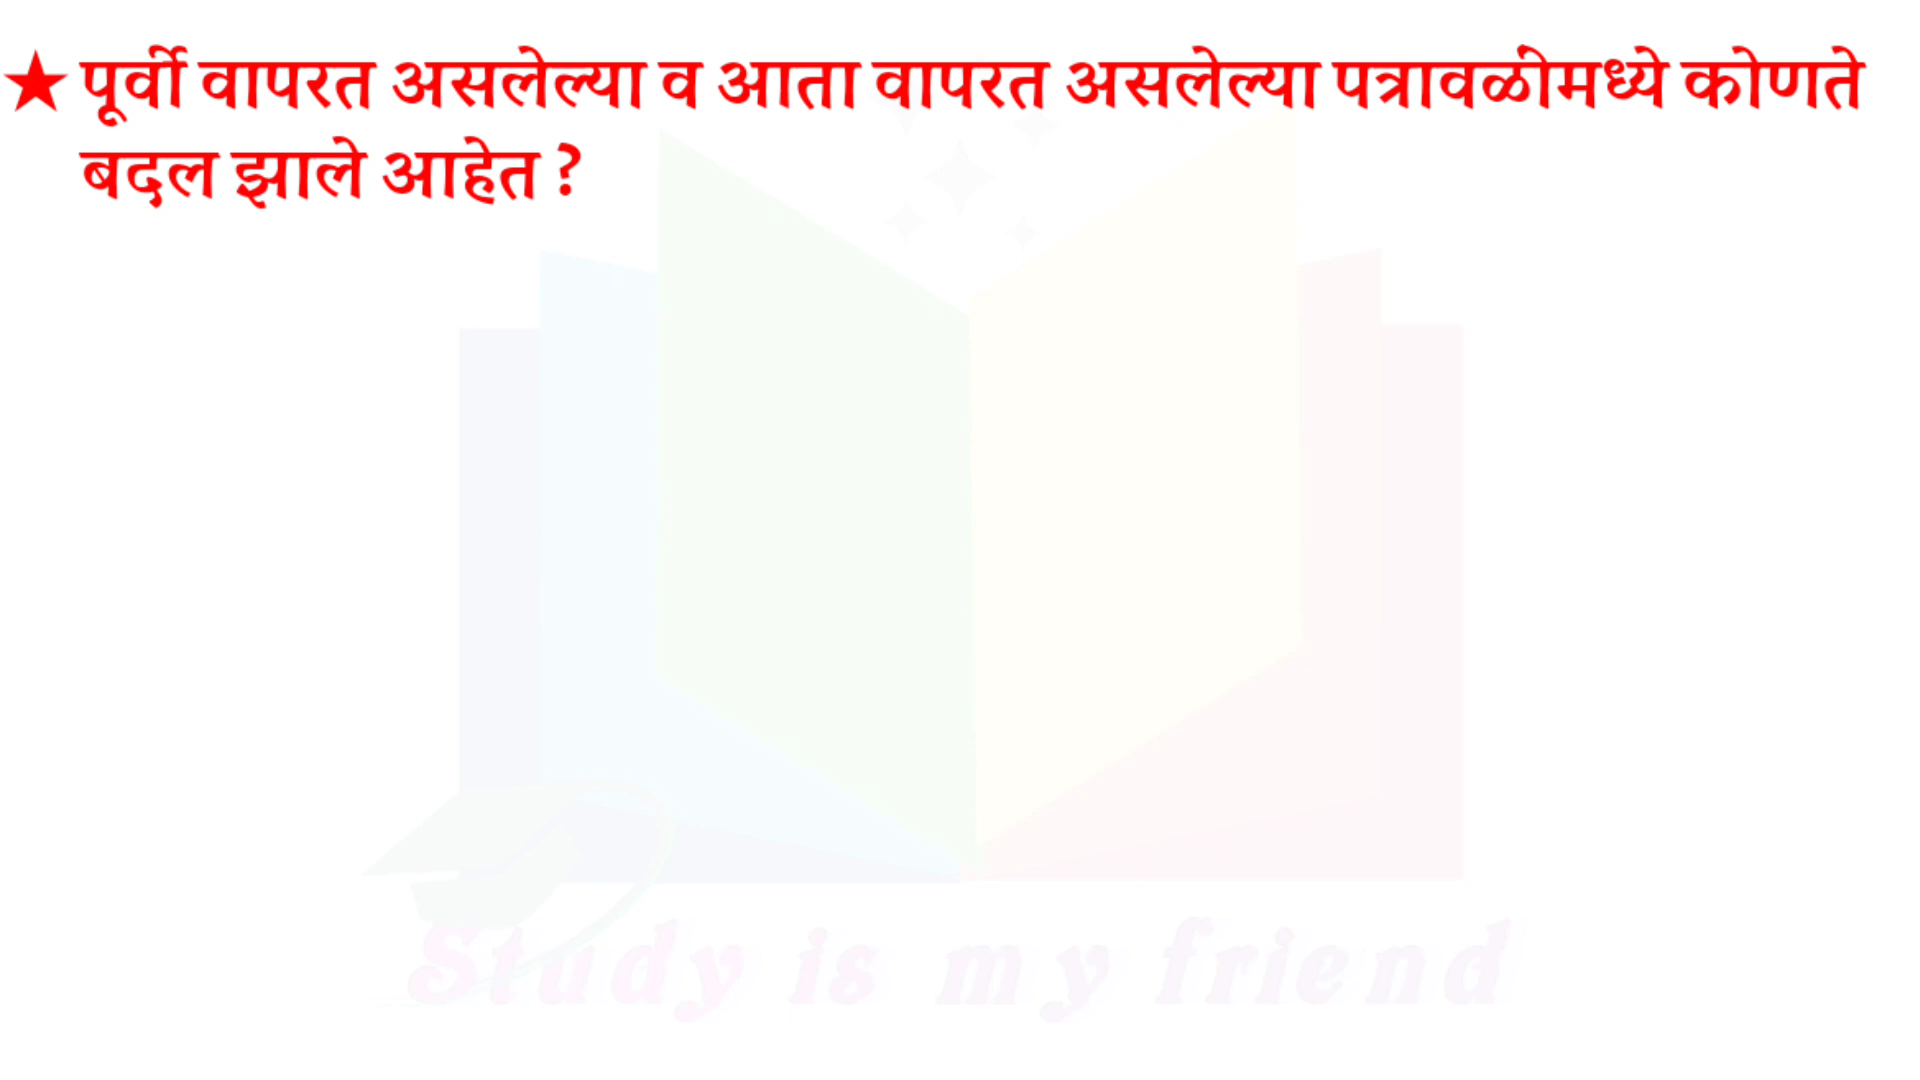 ★ पूर्वी वापरत असलेल्या व आता वापरत असलेल्या पत्रावळीमध्ये कोणते
बदल झाले आहेत ?
Study is my friend